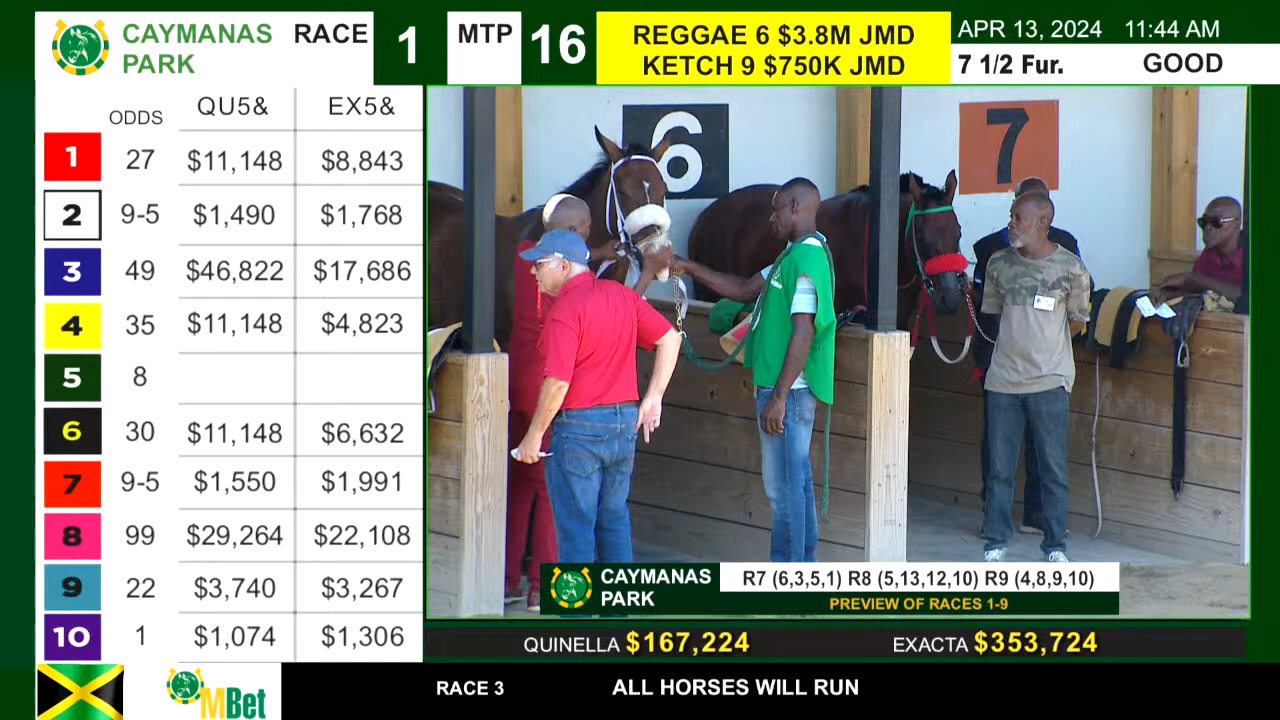 CAYMANAS
PARK
RACE
1
MTP
16
REGGAE 6 $3.8M JMD
KETCH 9 $750K JMD
APR 13, 2024 11:44 AM
7 1/2 Fur. GOOD
ODDS QU5& EX5&
1 27 $11,148 $8,843
2 9-5 $1,490 $1,768
3 49 $46,822 $17,686
4 35 $11,148 $4,823
5 8
6 30 $11,148 $6,632
7 9-5 $1,550 $1,991
8 99 $29,264 $22,108
9 22 $3,740 $3,267
10 1 $1,074 $1,306
6
7
CAYMANAS
PARK
R7 (6,3,5,1) R8 (5,13,12,10) R9 (4,8,9,10)
PREVIEW OF RACES 1-9
QUINELLA $167,224 EXACTA $353,724
MBet
RACE 3 ALL HORSES WILL RUN